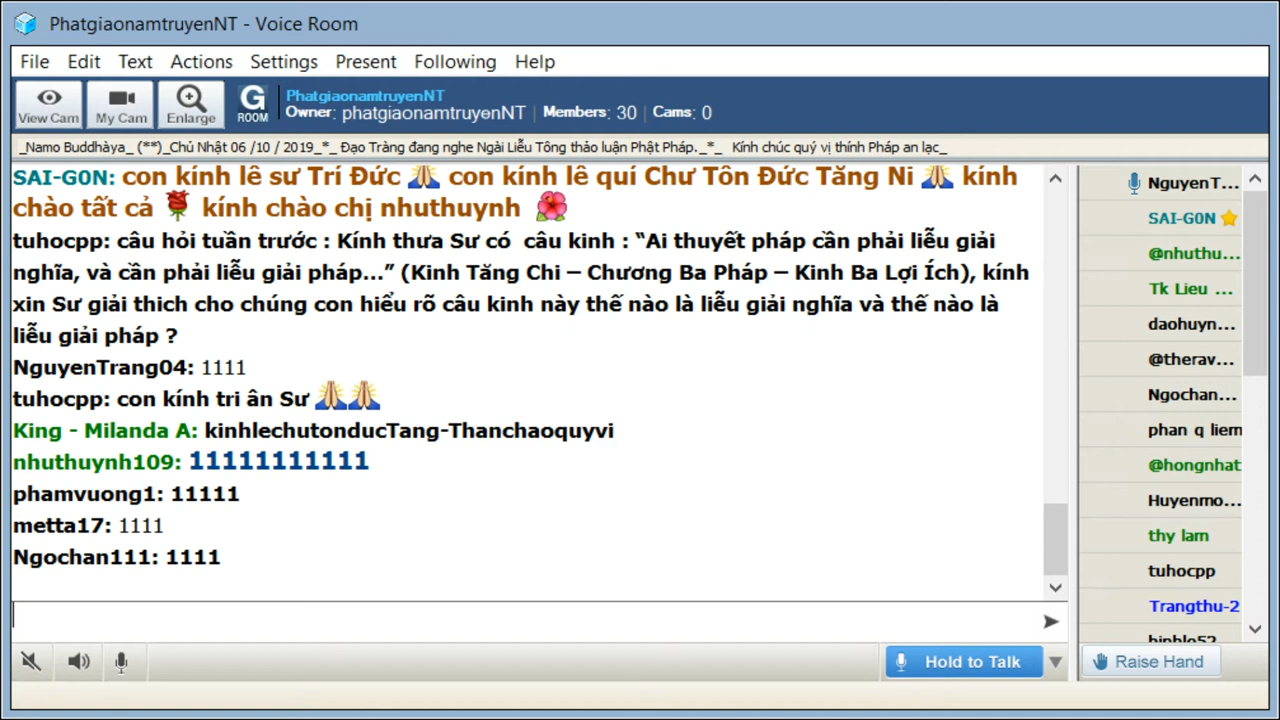 PhatgiaonamtruyenNT - Voice Room
File Edit Text Actions Settings Present Following Help
View Cam My Cam Enlarge G ROOM
PhatgiaonamtruyenNT
Owner: phatgiaonamtruyenNT | Members: 30 | Cams: 0
_Namo Buddhàya_ (**)_Chủ Nhật 06 /10 / 2019_*_ Đạo Tràng đang nghe Ngài Liễu Tông thảo luận Phật Pháp._*_ Kính chúc quý vị thính Pháp an lạc_
SAI-G0N: con kính lê sư Trí Đức 🙏 con kính lê quí Chư Tôn Đức Tăng Ni 🙏 kính
chào tất cả 🌹 kính chào chị nhuthuynh 🌺
tuhocpp: câu hỏi tuần trước : Kính thưa Sư có câu kinh : “Ai thuyết pháp cần phải liễu giải
nghĩa, và cần phải liễu giải pháp...” (Kinh Tăng Chi – Chương Ba Pháp – Kinh Ba Lợi Ích), kính
xin Sư giải thich cho chúng con hiểu rõ câu kinh này thế nào là liễu giải nghĩa và thế nào là
liễu giải pháp ?
NguyenTrang04: 1111
tuhocpp: con kính tri ân Sư 🙏🙏
King - Milanda A: kinhlechutonducTang-Thanchaoquyvi
nhuthuynh109: 11111111111
phamvuong1: 11111
metta17: 1111
Ngochan111: 1111
NguyenT...
SAI-G0N
@nhuthu...
Tk Lieu ...
daohuyn...
@therav...
Ngochan...
phan q liem
@hongnhat
Huyenmo...
thy lam
tuhocpp
Trangthu-2
Hold to Talk
Raise Hand